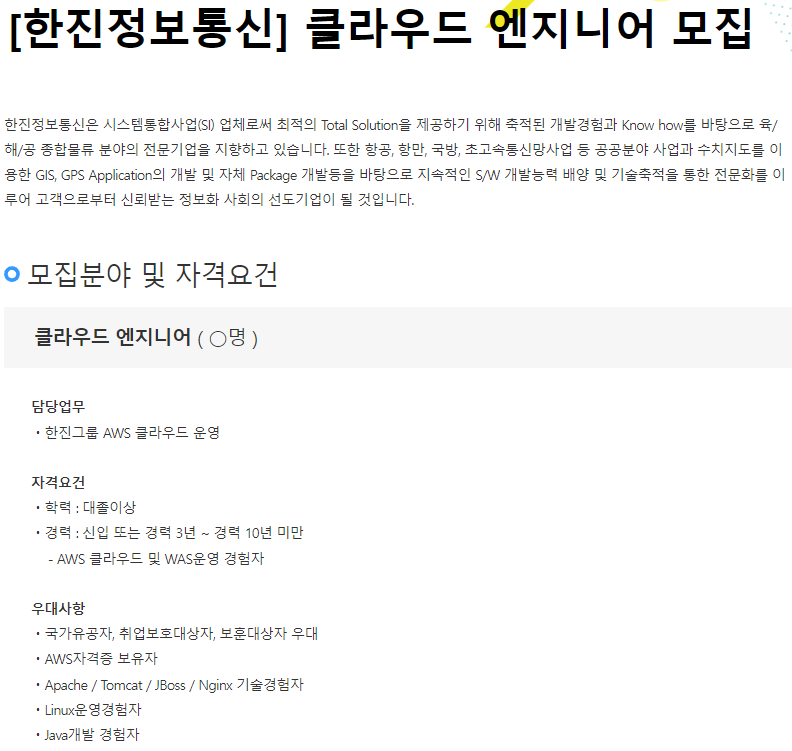 [한진정보통신] 클라우드 엔지니어 모집
한진정보통신은 시스템통합사업(SI) 업체로써 최적의 Total Solution을 제공하기 위해 축적된 개발경험과 Know how를 바탕으로 육/
해/공 종합물류 분야의 전문기업을 지향하고 있습니다. 또한 항공, 항만, 국방, 초고속통신망사업 등 공공분야 사업과 수치지도를 이
용한 GIS, GPS Application의 개발 및 자체 Package 개발등을 바탕으로 지속적인 S/W 개발능력 배양 및 기술축적을 통한 전문화를 이
루어 고객으로부터 신뢰받는 정보화 사회의 선도기업이 될 것입니다.
모집분야 및 자격요건
클라우드 엔지니어 ( ○명 )
담당업무
・한진그룹 AWS 클라우드 운영
자격요건
・학력 : 대졸이상
・경력 : 신입 또는 경력 3년 ~ 경력 10년 미만
- AWS 클라우드 및 WAS운영 경험자
우대사항
・국가유공자, 취업보호대상자, 보훈대상자 우대
・AWS자격증 보유자
・Apache / Tomcat / JBoss / Nginx 기술경험자
・Linux운영경험자
・Java개발 경험자